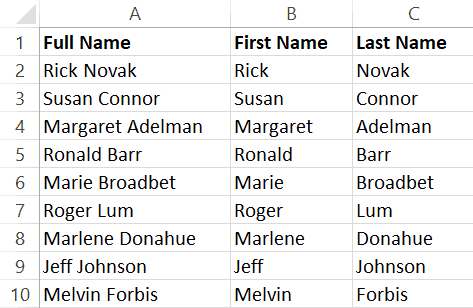 A B C
1 Full Name First Name Last Name
2 Rick Novak Rick Novak
3 Susan Connor Susan Connor
4 Margaret Adelman Margaret Adelman
5 Ronald Barr Ronald Barr
6 Marie Broadbet Marie Broadbet
7 Roger Lum Roger Lum
8 Marlene Donahue Marlene Donahue
9 Jeff Johnson Jeff Johnson
10 Melvin Forbis Melvin Forbis